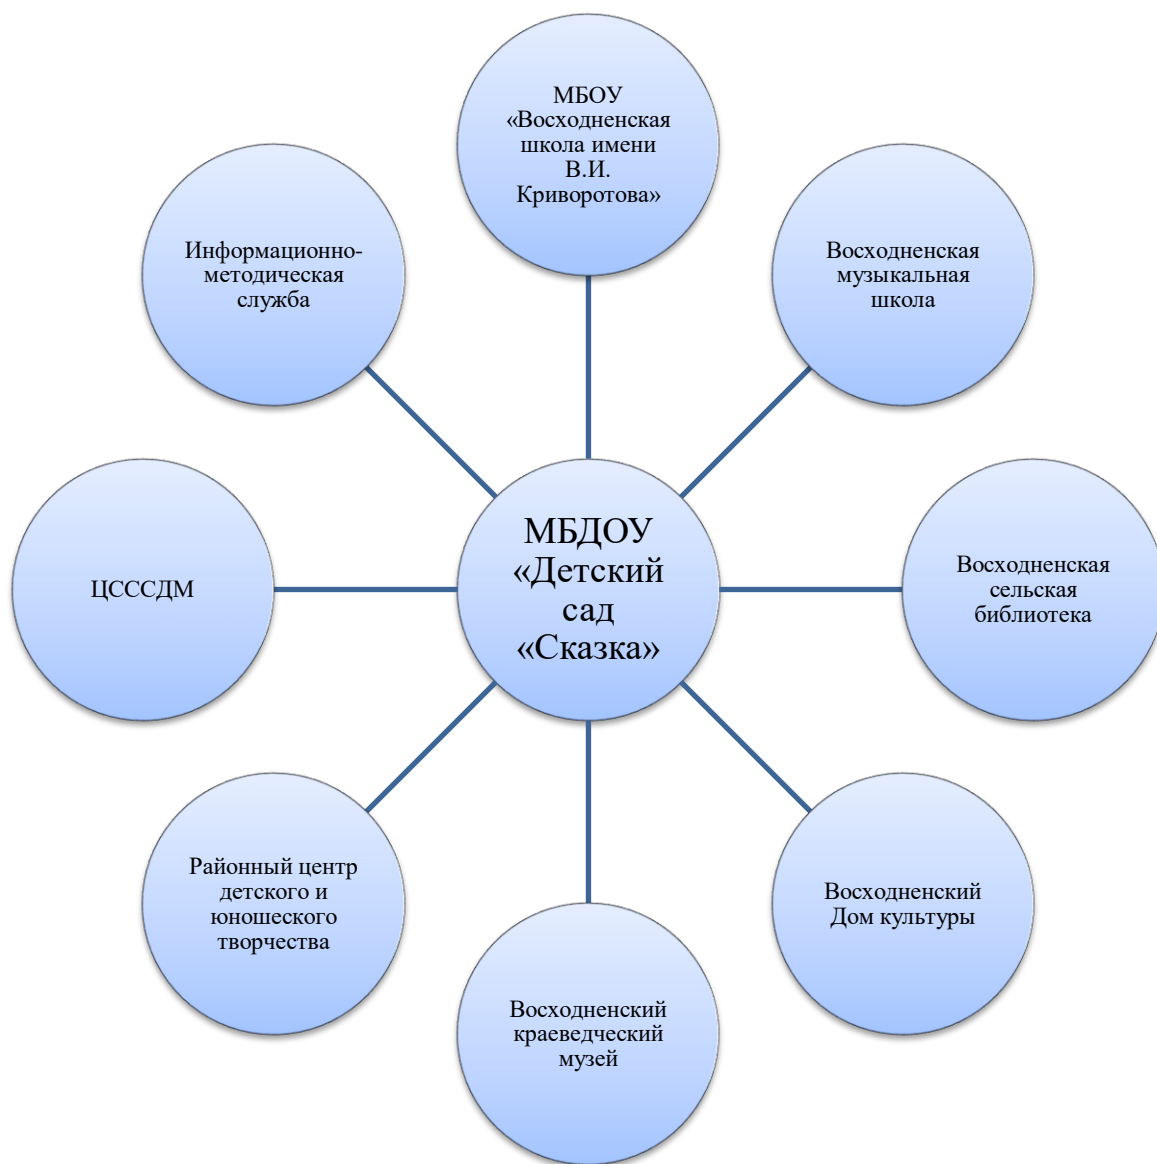 МБОУ
«Восходненская
школа имени
В.И.
Криворотова»
Информационно-
методическая
служба
Восходненская
музыкальная
школа
МБДОУ
«Детский
сад
«Сказка»
ЦСССДМ
Восходненская
сельская
библиотека
Районный центр
детского и
юношеского
творчества
Восходненский
Дом культуры
Восходненский
краеведческий
музей